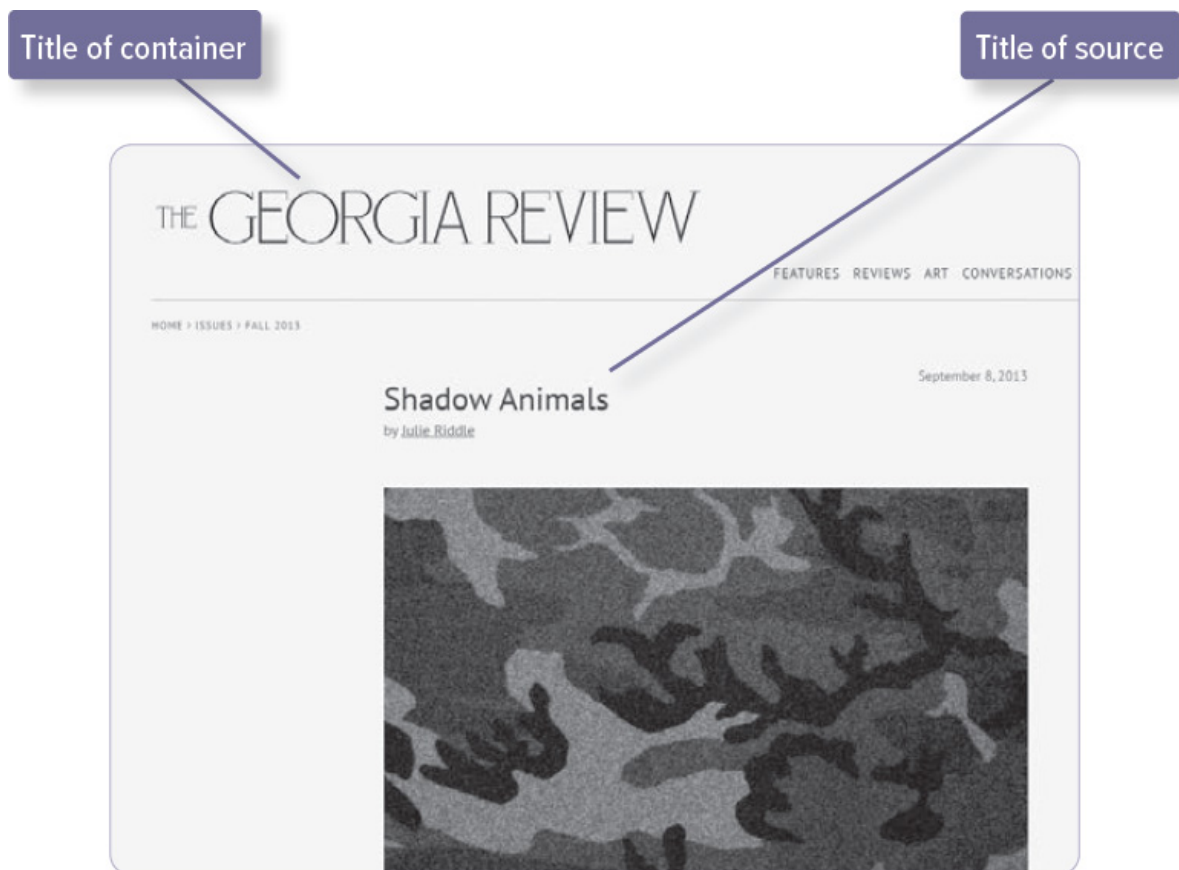 Title of container
Title of source
THE GEORGIA REVIEW
FEATURES REVIEWS ART CONVERSATIONS
HOME > ISSUES > FALL 2013
September 8, 2013
Shadow Animals
by Julie Riddle